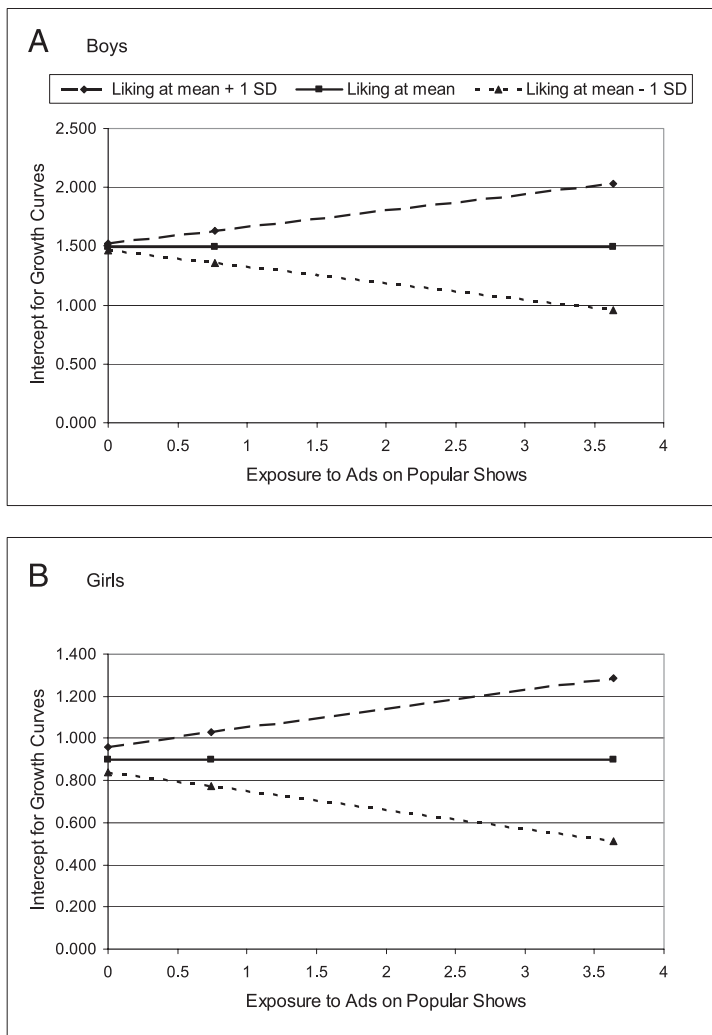 A Boys
Liking at mean + 1 SD Liking at mean Liking at mean - 1 SD
2.500
2.000
1.500
1.000
0.500
0.000
0 0.5 1 1.5 2 2.5 3 3.5 4
Intercept for Growth Curves
Exposure to Ads on Popular Shows
B Girls
1.400
1.200
1.000
0.800
0.600
0.400
0.200
0.000
0 0.5 1 1.5 2 2.5 3 3.5 4
Intercept for Growth Curves
Exposure to Ads on Popular Shows